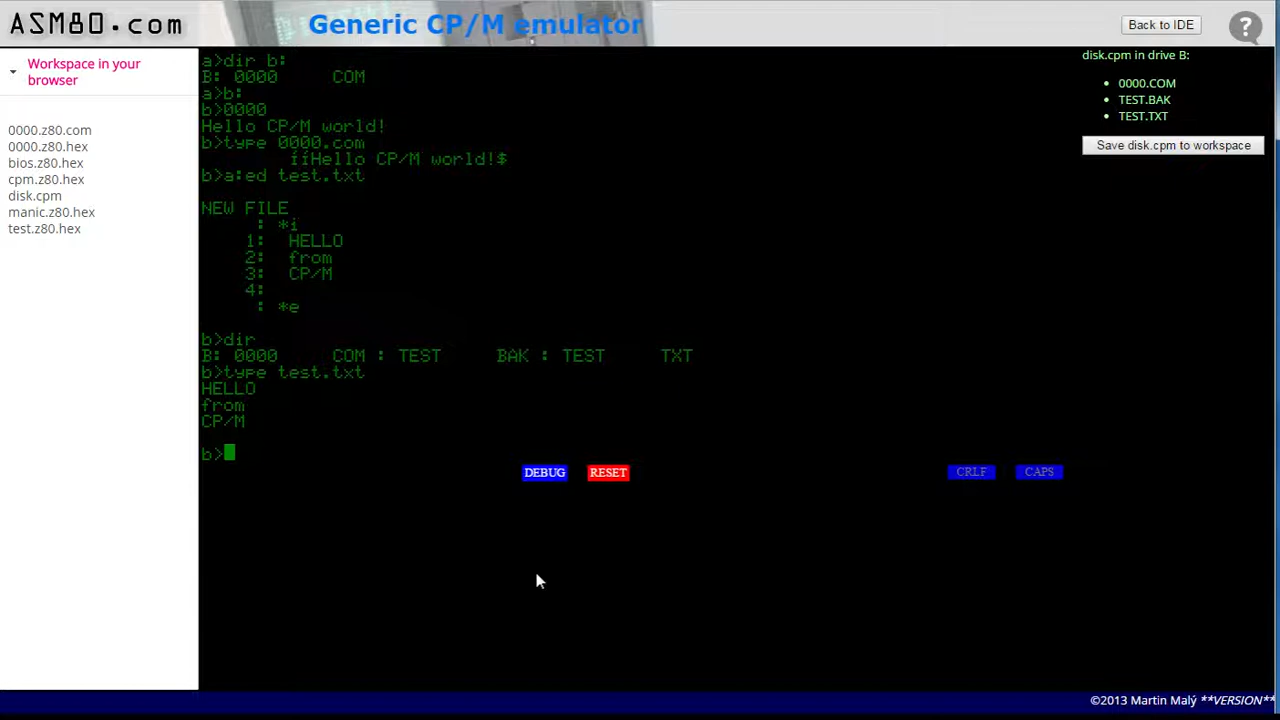 ASM80.com
Generic CP/M emulator
Back to IDE
?
Workspace in your
browser
0000.z80.com
0000.z80.hex
bios.z80.hex
cpm.z80.hex
disk.cpm
manic.z80.hex
test.z80.hex
a>dir b:
B: 0000 COM
a>b:
b>0000
Hello CP/M world!
b>type 0000.com
ííHello CP/M world!$
b>a:ed test.txt
NEW FILE
: *i
1: HELLO
2: from
3: CP/M
4:
: *e
b>dir
B: 0000 COM : TEST BAK : TEST TXT
b>type test.txt
HELLO
from
CP/M
b>
DEBUG RESET CRLF CAPS
disk.cpm in drive B:
0000.COM
TEST.BAK
TEST.TXT
Save disk.cpm to workspace
©2013 Martin Malý **VERSION**